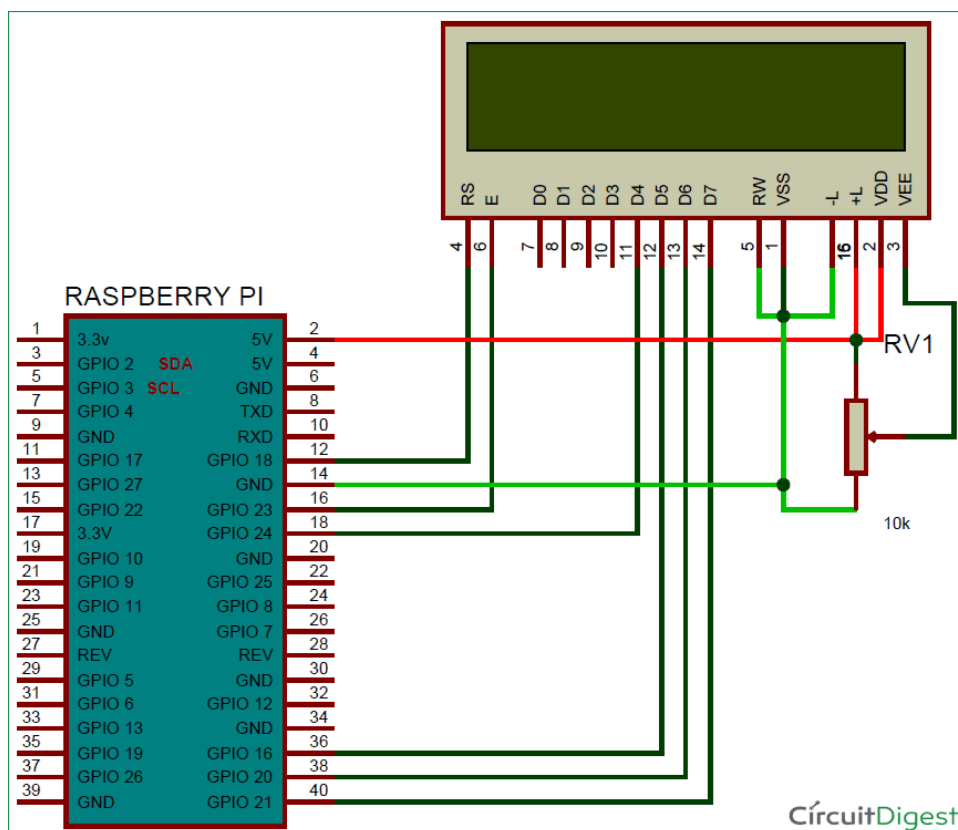 RS E D0 D1 D2 D3 D4 D5 D6 D7 RW VSS -L +L VDD VEE
4 6 7 8 9 10 11 12 13 14 5 1 16 2 3
RASPBERRY PI
RV1
10k
1 3.3v 5V 2
3 GPIO 2 SDA 5V 4
5 GPIO 3 SCL GND 6
7 GPIO 4 TXD 8
9 GND RXD 10
11 GPIO 17 GPIO 18 12
13 GPIO 27 GND 14
15 GPIO 22 GPIO 23 16
17 3.3V GPIO 24 18
19 GPIO 10 GND 20
21 GPIO 9 GPIO 25 22
23 GPIO 11 GPIO 8 24
25 GND GPIO 7 26
27 REV REV 28
29 GPIO 5 GND 30
31 GPIO 6 GPIO 12 32
33 GPIO 13 GND 34
35 GPIO 19 GPIO 16 36
37 GPIO 26 GPIO 20 38
39 GND GPIO 21 40
CírcuitDigest